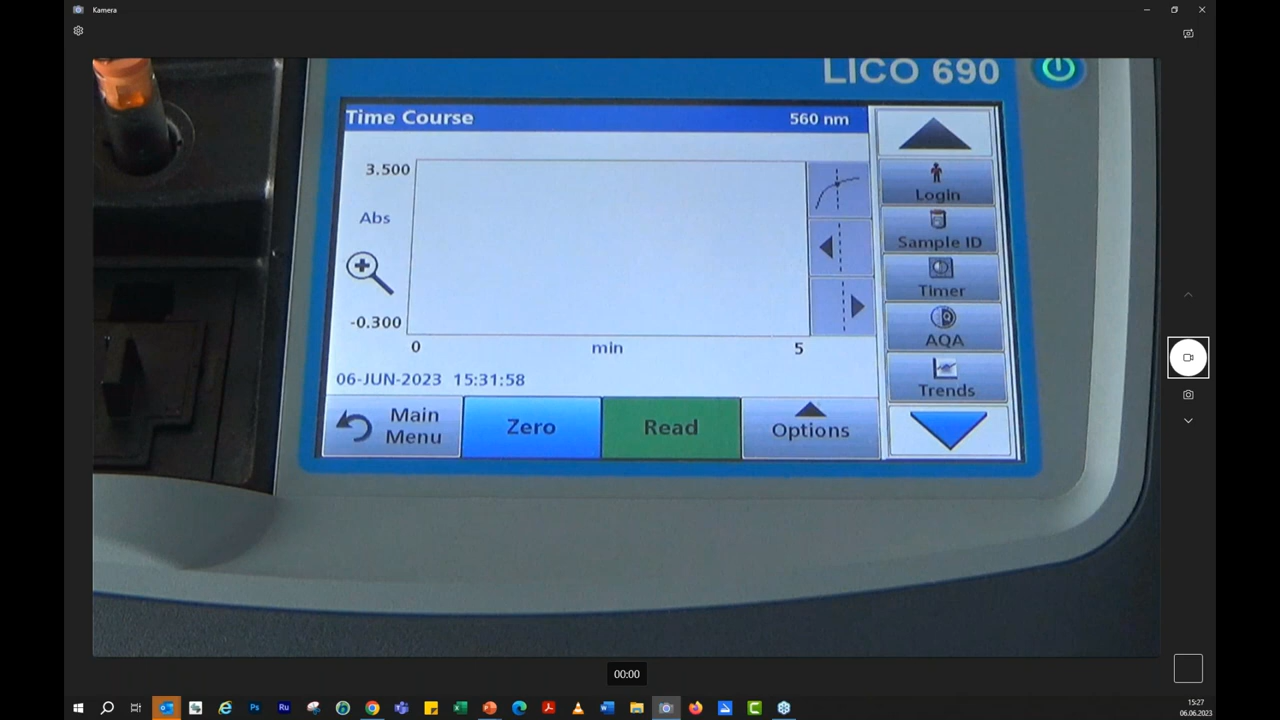 Kamera
LICO 690
Time Course
560 nm
3.500
Abs
-0.300
0
min
5
06-JUN-2023 15:31:58
Main
Menu
Zero
Read
Options
Login
Sample ID
Timer
AQA
Trends
00:00
Ps
Ru
15:27
06.06.2023